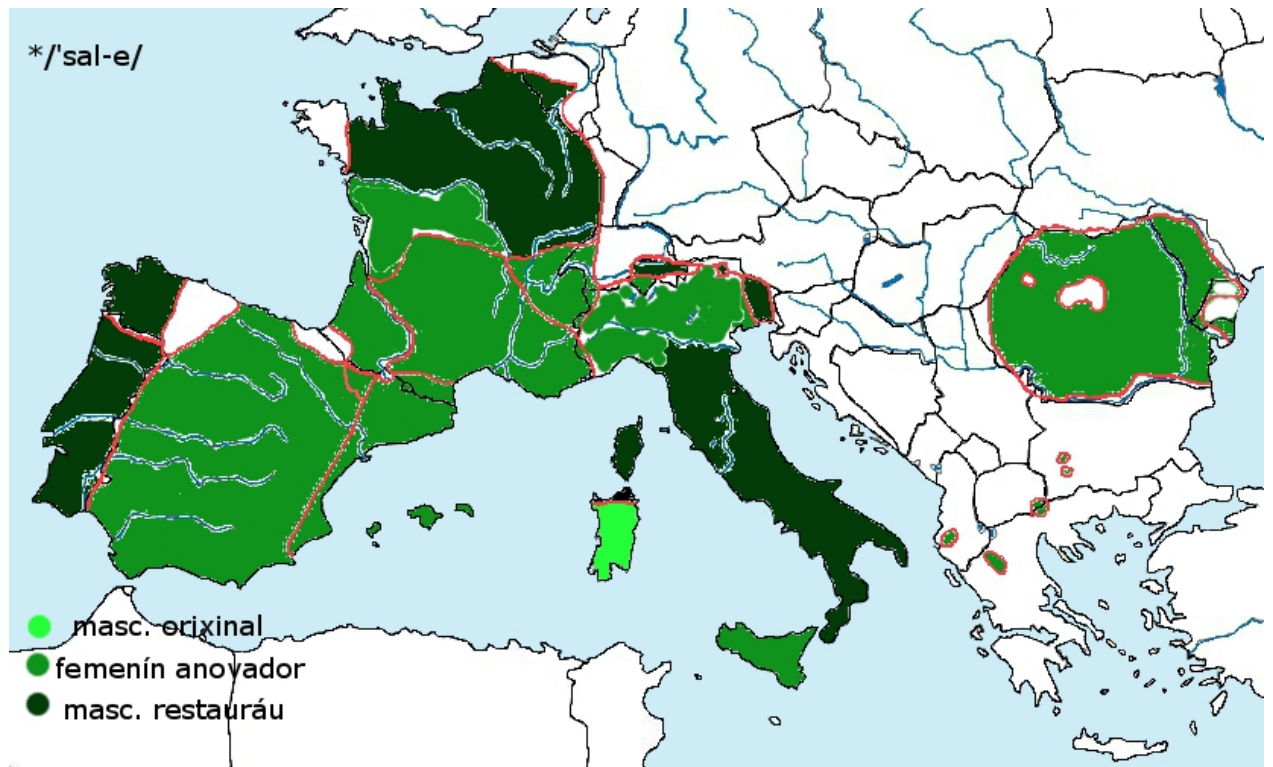 */'sal-e/
masc. orixinal
femenín anovador
masc. restauráu